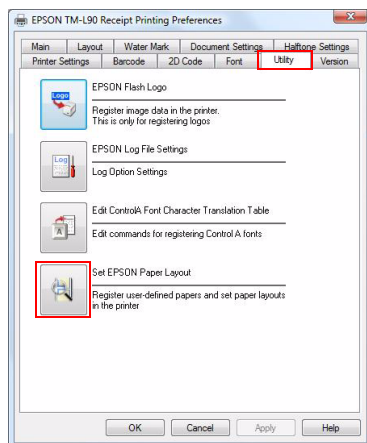 EPSON TM-L90 Receipt Printing Preferences
Main Layout Water Mark Document Settings Halftone Settings
Printer Settings Barcode 2D Code Font Utility Version
EPSON Flash Logo
Logo
Register image data in the printer.
This is only for registering logos
EPSON Log File Settings
Log
Log Option Settings
Edit ControlA Font Character Translation Table
A
Edit commands for registering Control A fonts
Set EPSON Paper Layout
Register user-defined papers and set paper layouts
in the printer
OK Cancel Apply Help